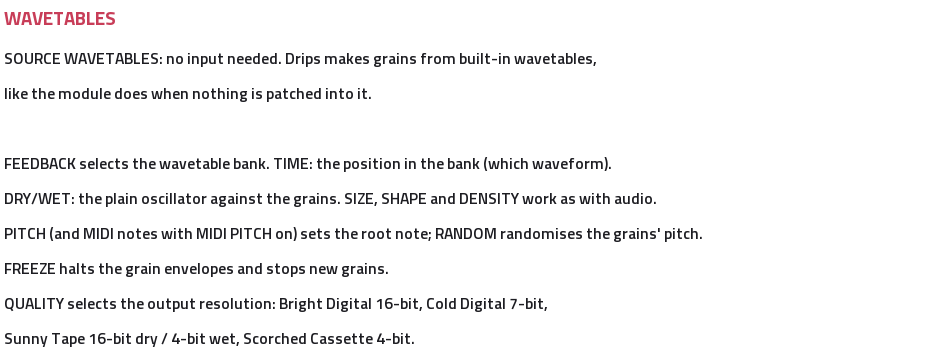 WAVETABLES
SOURCE WAVETABLES: no input needed. Drips makes grains from built-in wavetables,
like the module does when nothing is patched into it.
FEEDBACK selects the wavetable bank. TIME: the position in the bank (which waveform).
DRY/WET: the plain oscillator against the grains. SIZE, SHAPE and DENSITY work as with audio.
PITCH (and MIDI notes with MIDI PITCH on) sets the root note; RANDOM randomises the grains' pitch.
FREEZE halts the grain envelopes and stops new grains.
QUALITY selects the output resolution: Bright Digital 16-bit, Cold Digital 7-bit,
Sunny Tape 16-bit dry / 4-bit wet, Scorched Cassette 4-bit.